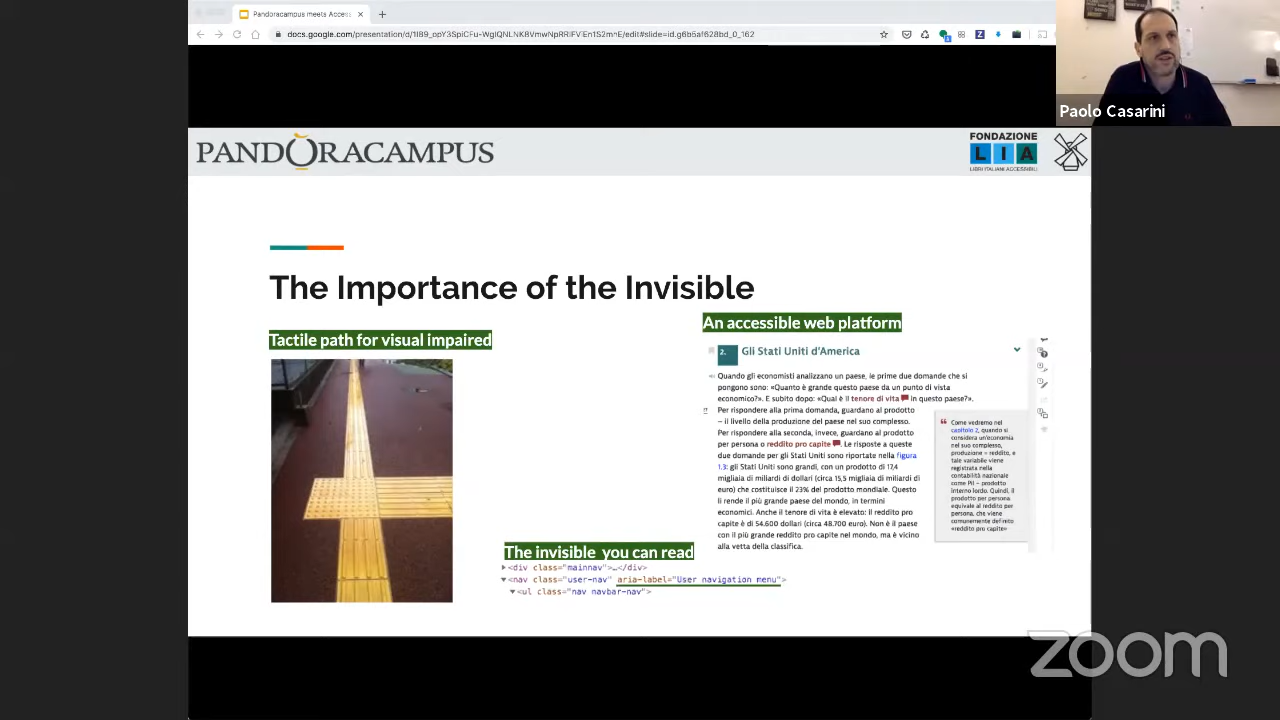 Pandoracampus meets Access
Paolo Casarini
PANDORACAMPUS
FONDAZIONE
LIA
LIBRI ITALIANI ACCESSIBILI
The Importance of the Invisible
Tactile path for visual impaired
An accessible web platform
2. Gli Stati Uniti d'America
Quando gli economisti analizzano un paese, le prime due domande che si
pongono sono: «Quanto è grande questo paese da un punto di vista
economico?». E subito dopo: «Qual è il tenore di vita in questo paese?».
Per rispondere alla prima domanda, guardano al prodotto
– il livello della produzione del paese nel suo complesso.
Per rispondere alla seconda, invece, guardano al prodotto
per persona o reddito pro capite. Le risposte a queste
due domande per gli Stati Uniti sono riportate nella figura
1.3: gli Stati Uniti sono grandi, con un prodotto di 17,4
migliaia di miliardi di dollari (circa 15,5 migliaia di miliardi di
euro) che costituisce il 23% del prodotto mondiale. Questo
li rende il più grande paese del mondo, in termini
economici. Anche il tenore di vita è elevato: il reddito pro
capite è di 54.600 dollari (circa 48.700 euro). Non è il paese
con il più grande reddito pro capite nel mondo, ma è vicino
alla vetta della classifica.
Come vedremo nel
capitolo 2, quando si
considera un'economia
nel suo complesso,
produzione = reddito, e
tale variabile viene
registrata nella
contabilità nazionale
come Pil – prodotto
interno lordo. Quindi, il
prodotto per persona
equivale al reddito per
persona, che viene
comunemente definito
«reddito pro capite»
The invisible you can read
<div class="mainnav">…</div>
<nav class="user-nav" aria-label="User navigation menu">
<ul class="nav navbar-nav">
zoom